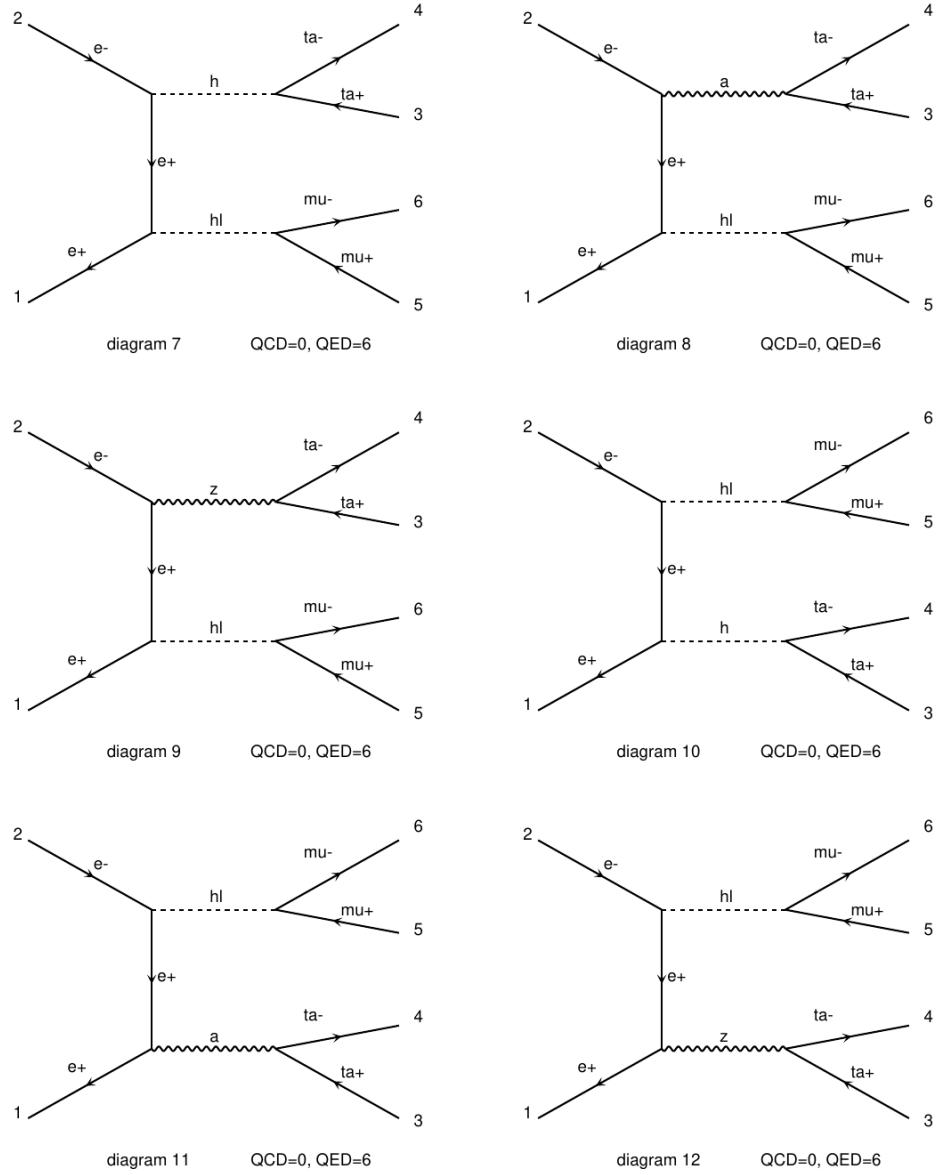 2 e- h ta- 4
ta+ 3
e+
hl mu- 6
e+ mu+
1 5
diagram 7 QCD=0, QED=6
2 e- a ta- 4
ta+ 3
e+
hl mu- 6
e+ mu+
1 5
diagram 8 QCD=0, QED=6
2 e- z ta- 4
ta+ 3
e+
hl mu- 6
e+ mu+
1 5
diagram 9 QCD=0, QED=6
2 e- hl mu- 6
mu+ 5
e+
h ta- 4
e+ ta+
1 3
diagram 10 QCD=0, QED=6
2 e- hl mu- 6
mu+ 5
e+
a ta- 4
e+ ta+
1 3
diagram 11 QCD=0, QED=6
2 e- hl mu- 6
mu+ 5
e+
z ta- 4
e+ ta+
1 3
diagram 12 QCD=0, QED=6